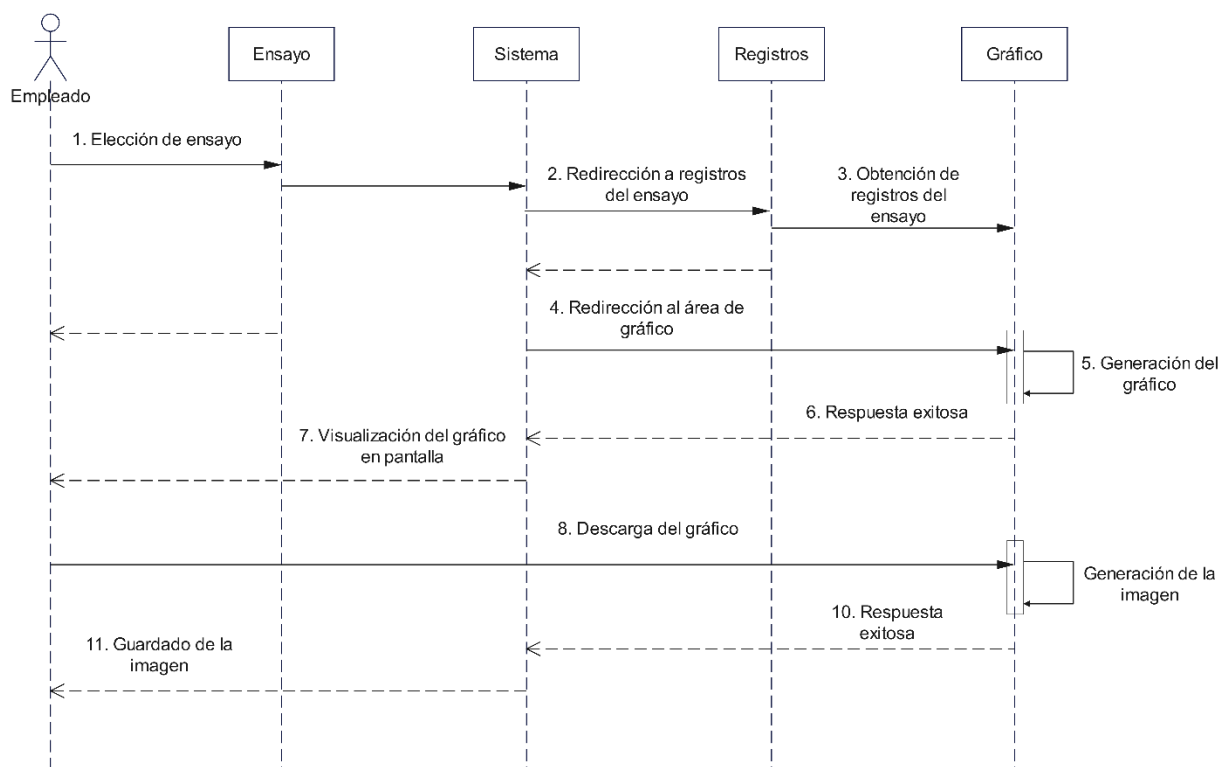 Empleado
Ensayo
Sistema
Registros
Gráfico
1. Elección de ensayo
2. Redirección a registros
del ensayo
3. Obtención de
registros del
ensayo
4. Redirección al área de
gráfico
5. Generación del
gráfico
6. Respuesta exitosa
7. Visualización del gráfico
en pantalla
8. Descarga del gráfico
Generación de la
imagen
10. Respuesta
exitosa
11. Guardado de la
imagen